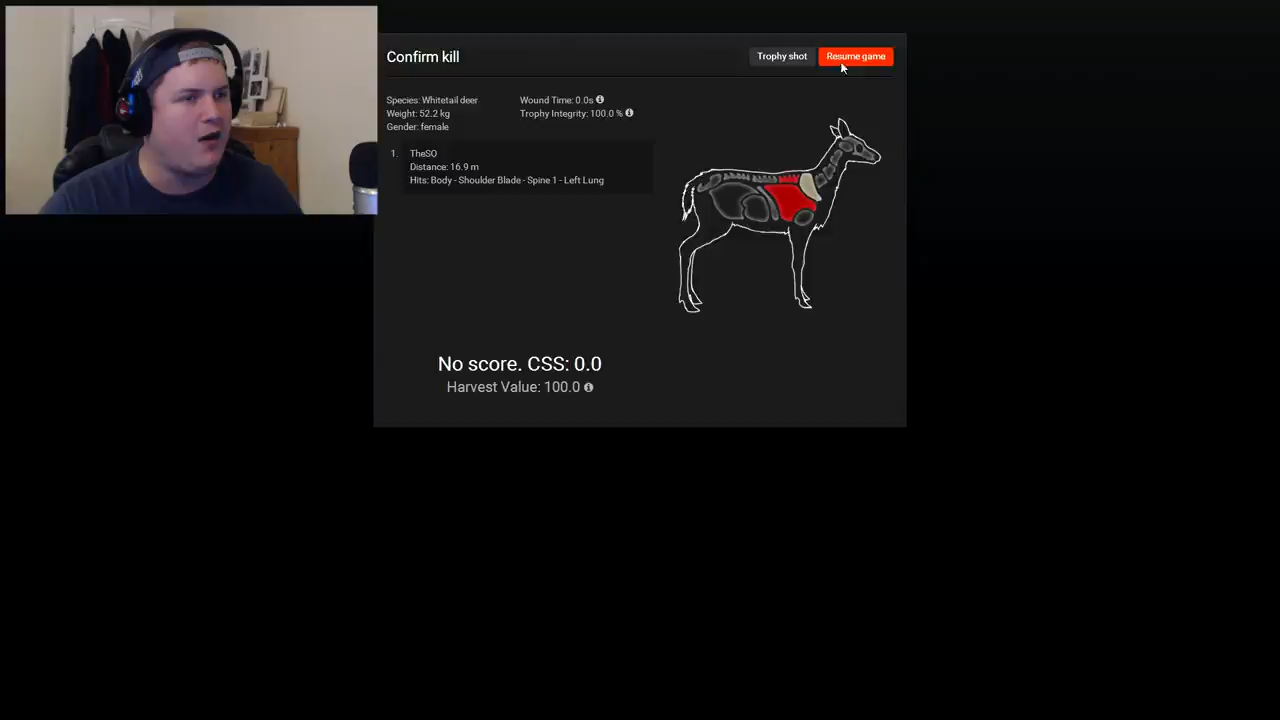 Confirm kill
Trophy shot
Resume game
Species: Whitetail deer
Weight: 52.2 kg
Gender: female
Wound Time: 0.0s
Trophy Integrity: 100.0 %
1. TheSO
Distance: 16.9 m
Hits: Body - Shoulder Blade - Spine 1 - Left Lung
No score. CSS: 0.0
Harvest Value: 100.0